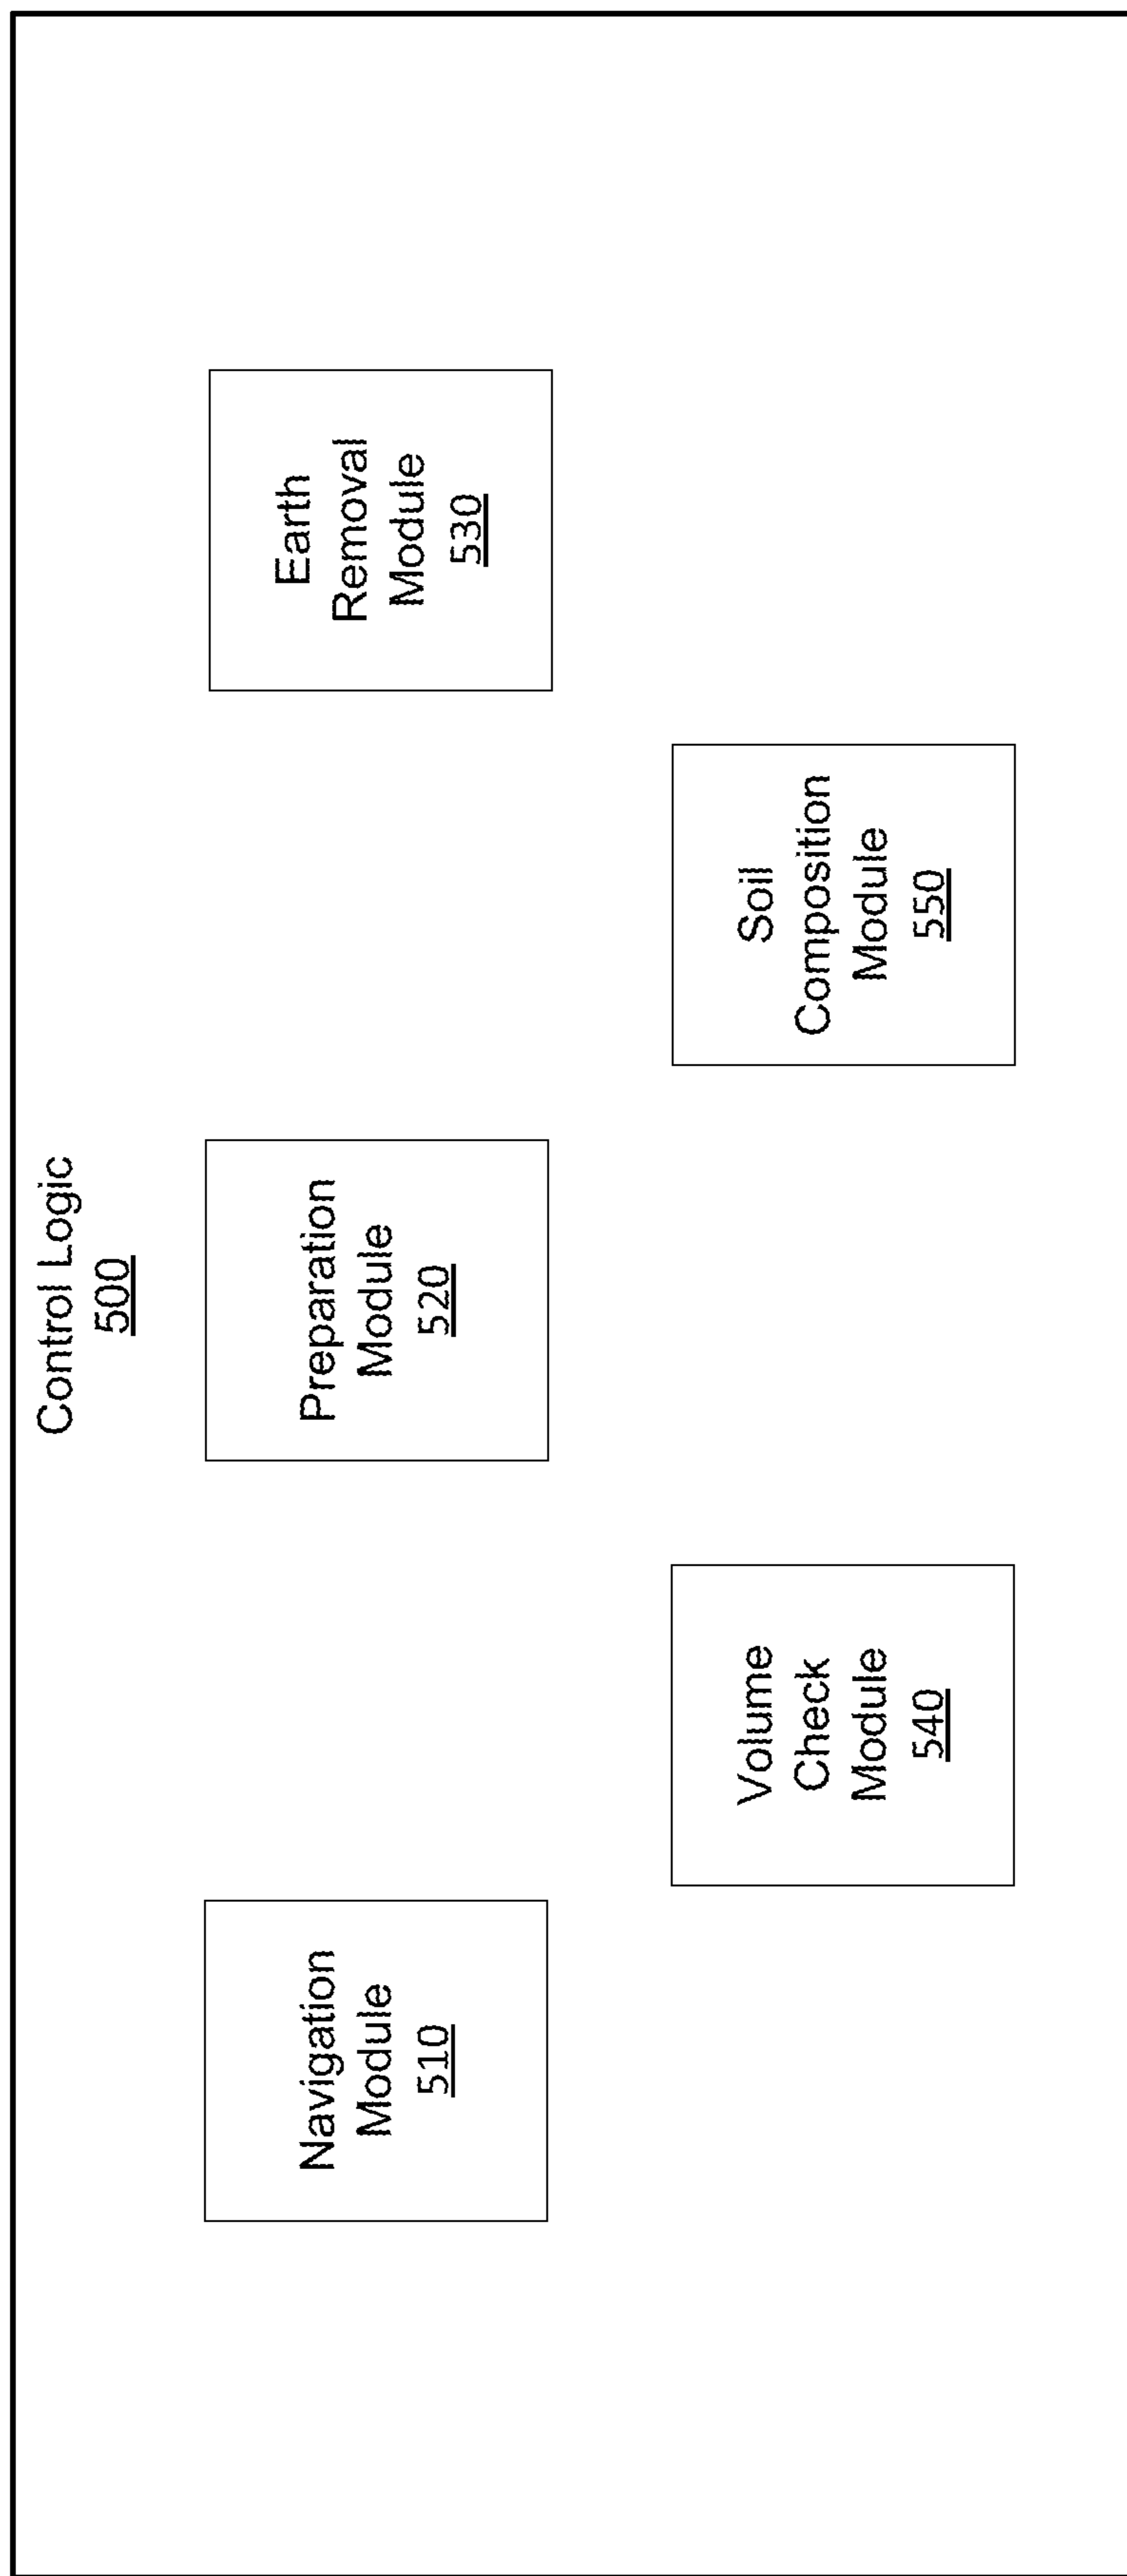 Control Logic
500
Navigation
Module
510
Preparation
Module
520
Earth
Removal
Module
530
Volume
Check
Module
540
Soil
Composition
Module
550